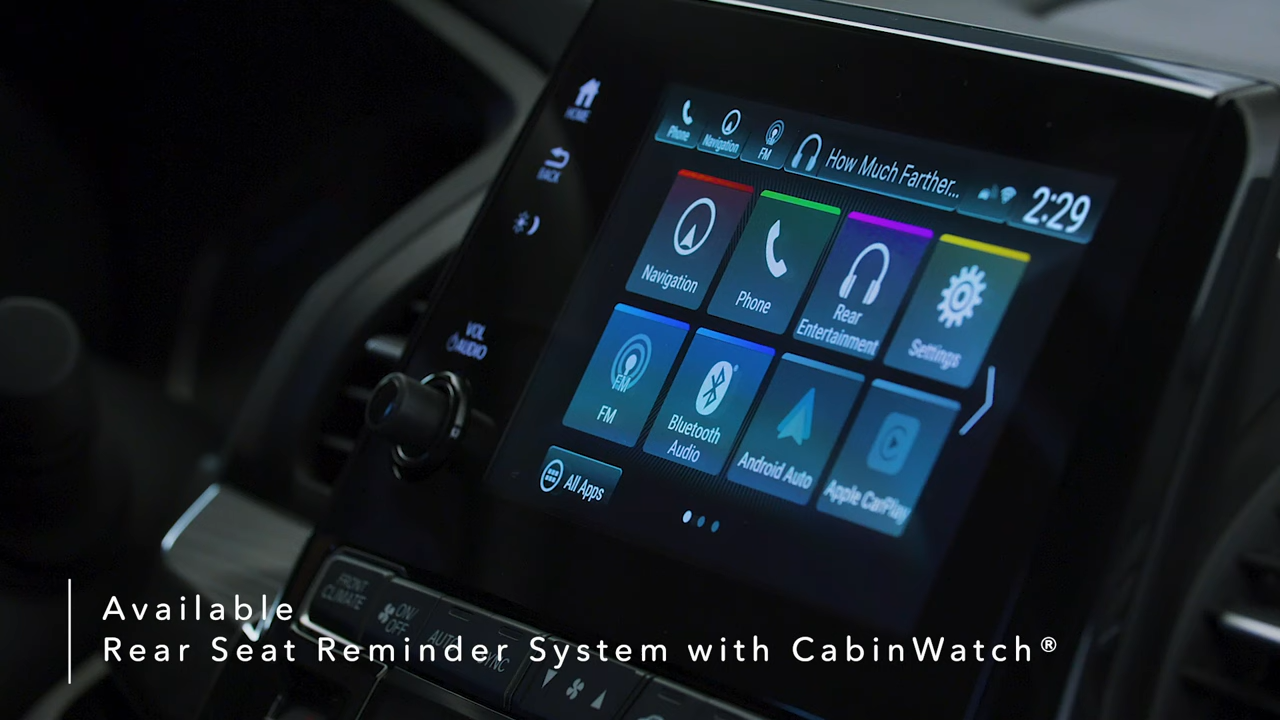 HOME
BACK
VOL
AUDIO
Phone
Navigation
FM
How Much Farther...
2:29
Navigation
Phone
Rear
Entertainment
Settings
FM
FM
Bluetooth
Audio
Android Auto
Apple CarPlay
All Apps
FRONT
CLIMATE
ON/
OFF
AUTO
SYNC
Available
Rear Seat Reminder System with CabinWatch®